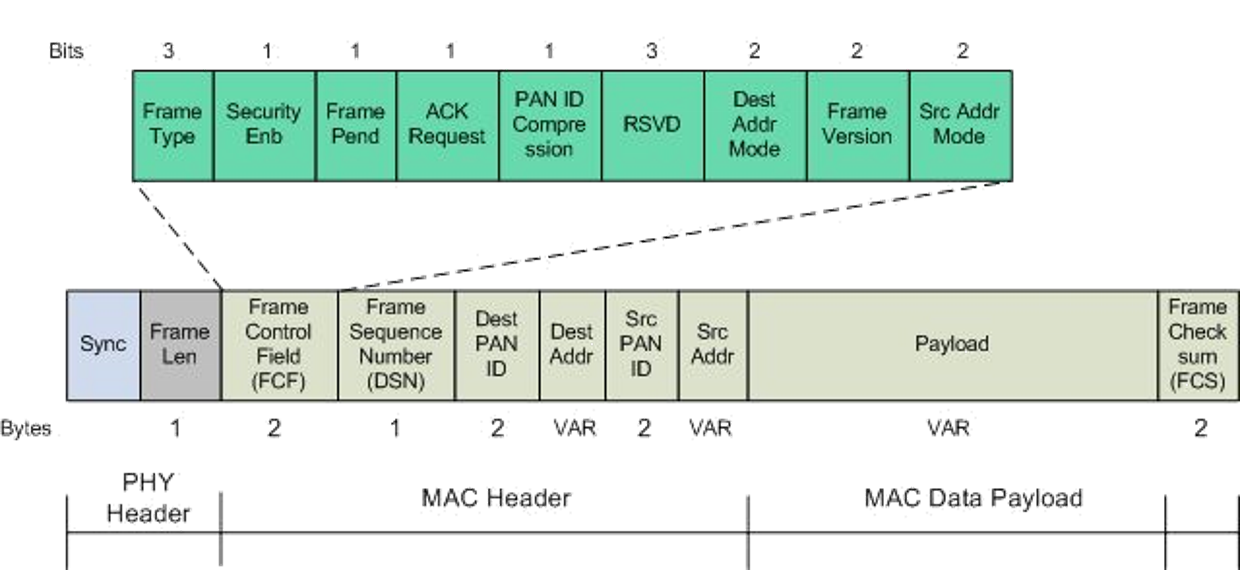 Bits 3 1 1 1 1 3 2 2 2
Frame Type
Security Enb
Frame Pend
ACK Request
PAN ID Compre ssion
RSVD
Dest Addr Mode
Frame Version
Src Addr Mode
Sync
Frame Len
Frame Control Field (FCF)
Frame Sequence Number (DSN)
Dest PAN ID
Dest Addr
Src PAN ID
Src Addr
Payload
Frame Check sum (FCS)
Bytes 1 2 1 2 VAR 2 VAR VAR 2
PHY Header
MAC Header
MAC Data Payload